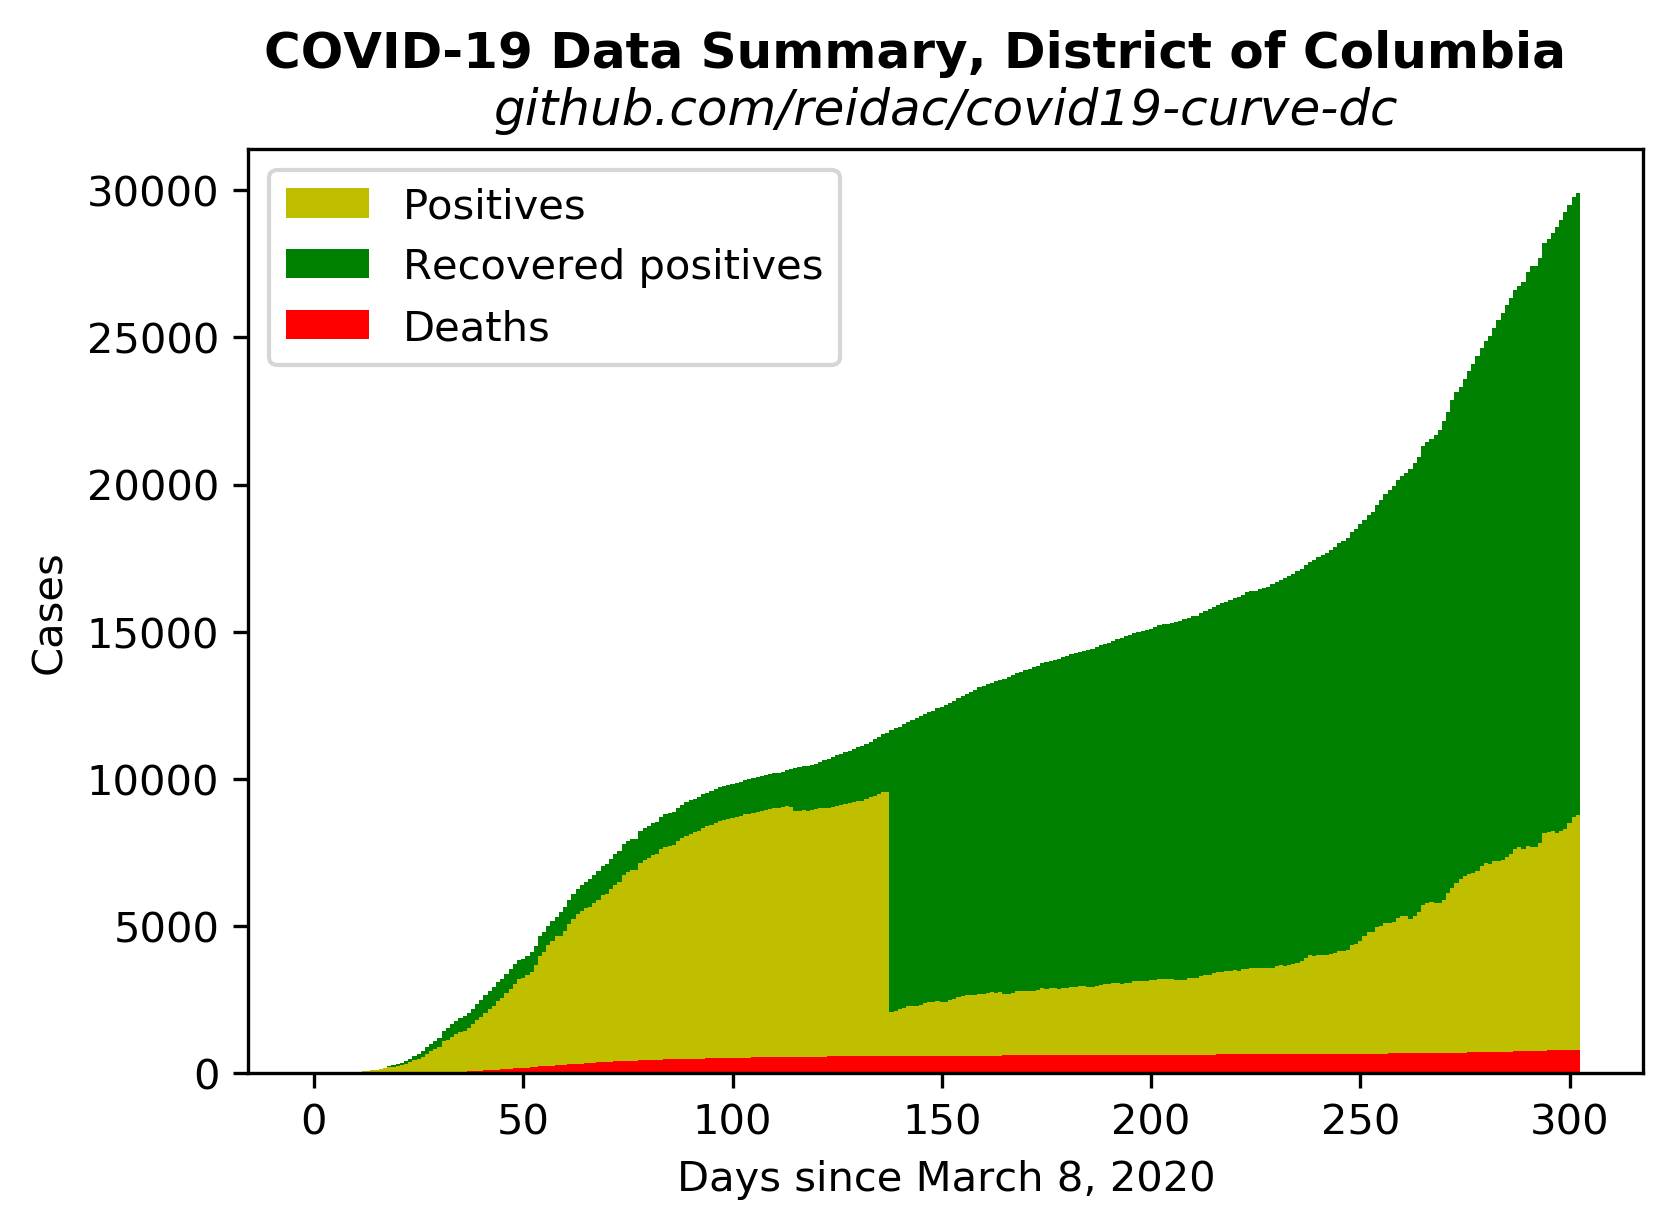 COVID-19 Data Summary, District of Columbia
github.com/reidac/covid19-curve-dc
Positives
Recovered positives
Deaths
30000
25000
20000
15000
10000
5000
0
Cases
0 50 100 150 200 250 300
Days since March 8, 2020